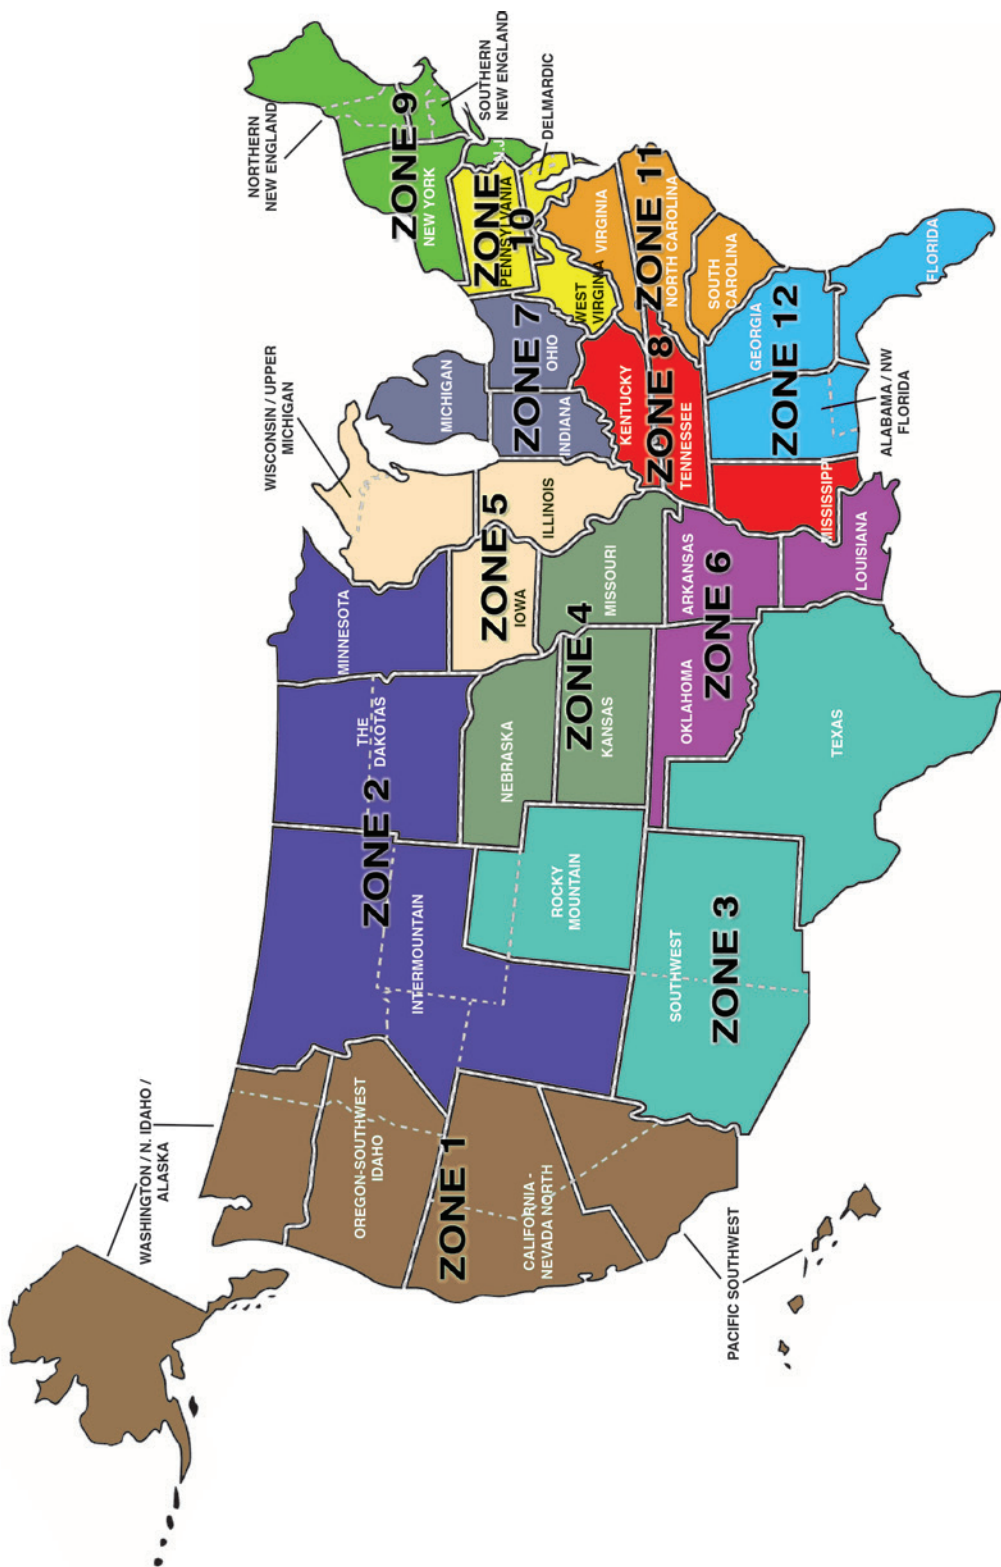 WASHINGTON / N. IDAHO /
ALASKA
OREGON-SOUTHWEST
IDAHO
ZONE 1
CALIFORNIA -
NEVADA NORTH
PACIFIC SOUTHWEST
ZONE 2
INTERMOUNTAIN
THE
DAKOTAS
MINNESOTA
ROCKY
MOUNTAIN
SOUTHWEST
ZONE 3
TEXAS
NEBRASKA
ZONE 4
KANSAS
MISSOURI
WISCONSIN / UPPER
MICHIGAN
ZONE 5
IOWA
ILLINOIS
OKLAHOMA
ZONE 6
ARKANSAS
LOUISIANA
MICHIGAN
ZONE 7
INDIANA
OHIO
KENTUCKY
ZONE 8
TENNESSEE
MISSISSIPPI
NORTHERN
NEW ENGLAND
ZONE 9
NEW YORK
SOUTHERN
NEW ENGLAND
N.J.
ZONE
PENNSYLVANIA
10
DELMARDIC
WEST
VIRGINIA
VIRGINIA
ZONE 11
NORTH CAROLINA
SOUTH
CAROLINA
GEORGIA
ZONE 12
ALABAMA / NW
FLORIDA
FLORIDA